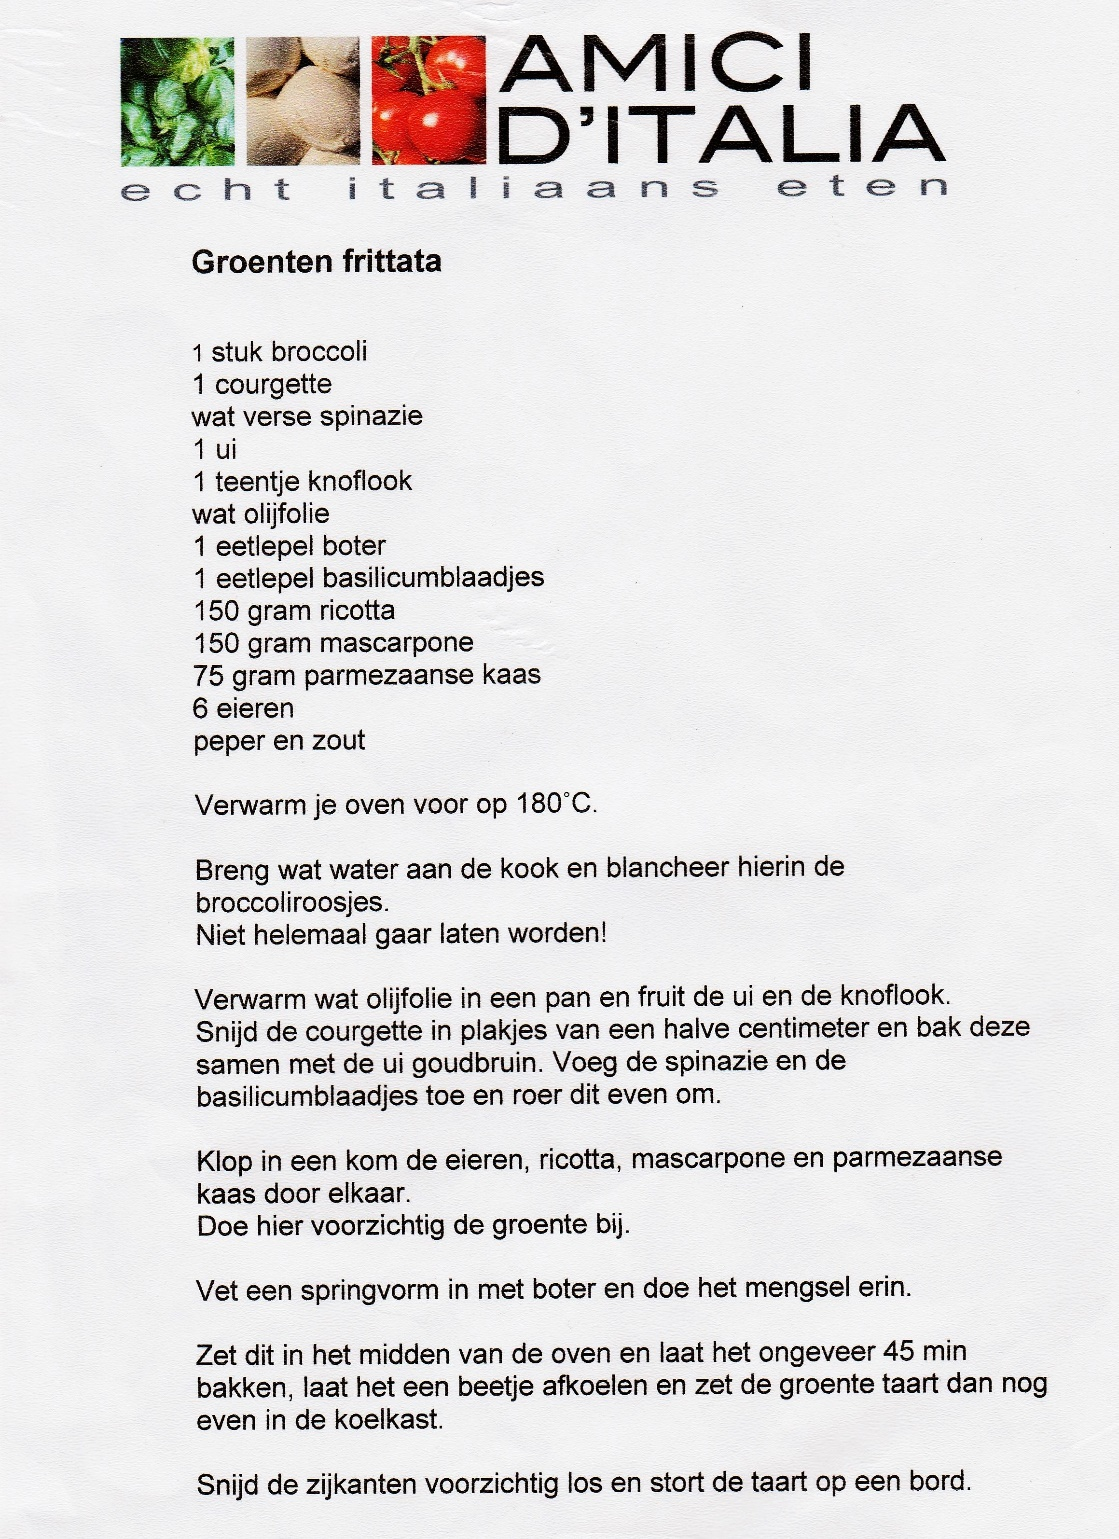 AMICI
D'ITALIA
echt italiaans eten
Groenten frittata
1 stuk broccoli
1 courgette
wat verse spinazie
1 ui
1 teentje knoflook
wat olijfolie
1 eetlepel boter
1 eetlepel basilicumblaadjes
150 gram ricotta
150 gram mascarpone
75 gram parmezaanse kaas
6 eieren
peper en zout
Verwarm je oven voor op 180°C.
Breng wat water aan de kook en blancheer hierin de
broccoliroosjes.
Niet helemaal gaar laten worden!
Verwarm wat olijfolie in een pan en fruit de ui en de knoflook.
Snijd de courgette in plakjes van een halve centimeter en bak deze
samen met de ui goudbruin. Voeg de spinazie en de
basilicumblaadjes toe en roer dit even om.
Klop in een kom de eieren, ricotta, mascarpone en parmezaanse
kaas door elkaar.
Doe hier voorzichtig de groente bij.
Vet een springvorm in met boter en doe het mengsel erin.
Zet dit in het midden van de oven en laat het ongeveer 45 min
bakken, laat het een beetje afkoelen en zet de groente taart dan nog
even in de koelkast.
Snijd de zijkanten voorzichtig los en stort de taart op een bord.